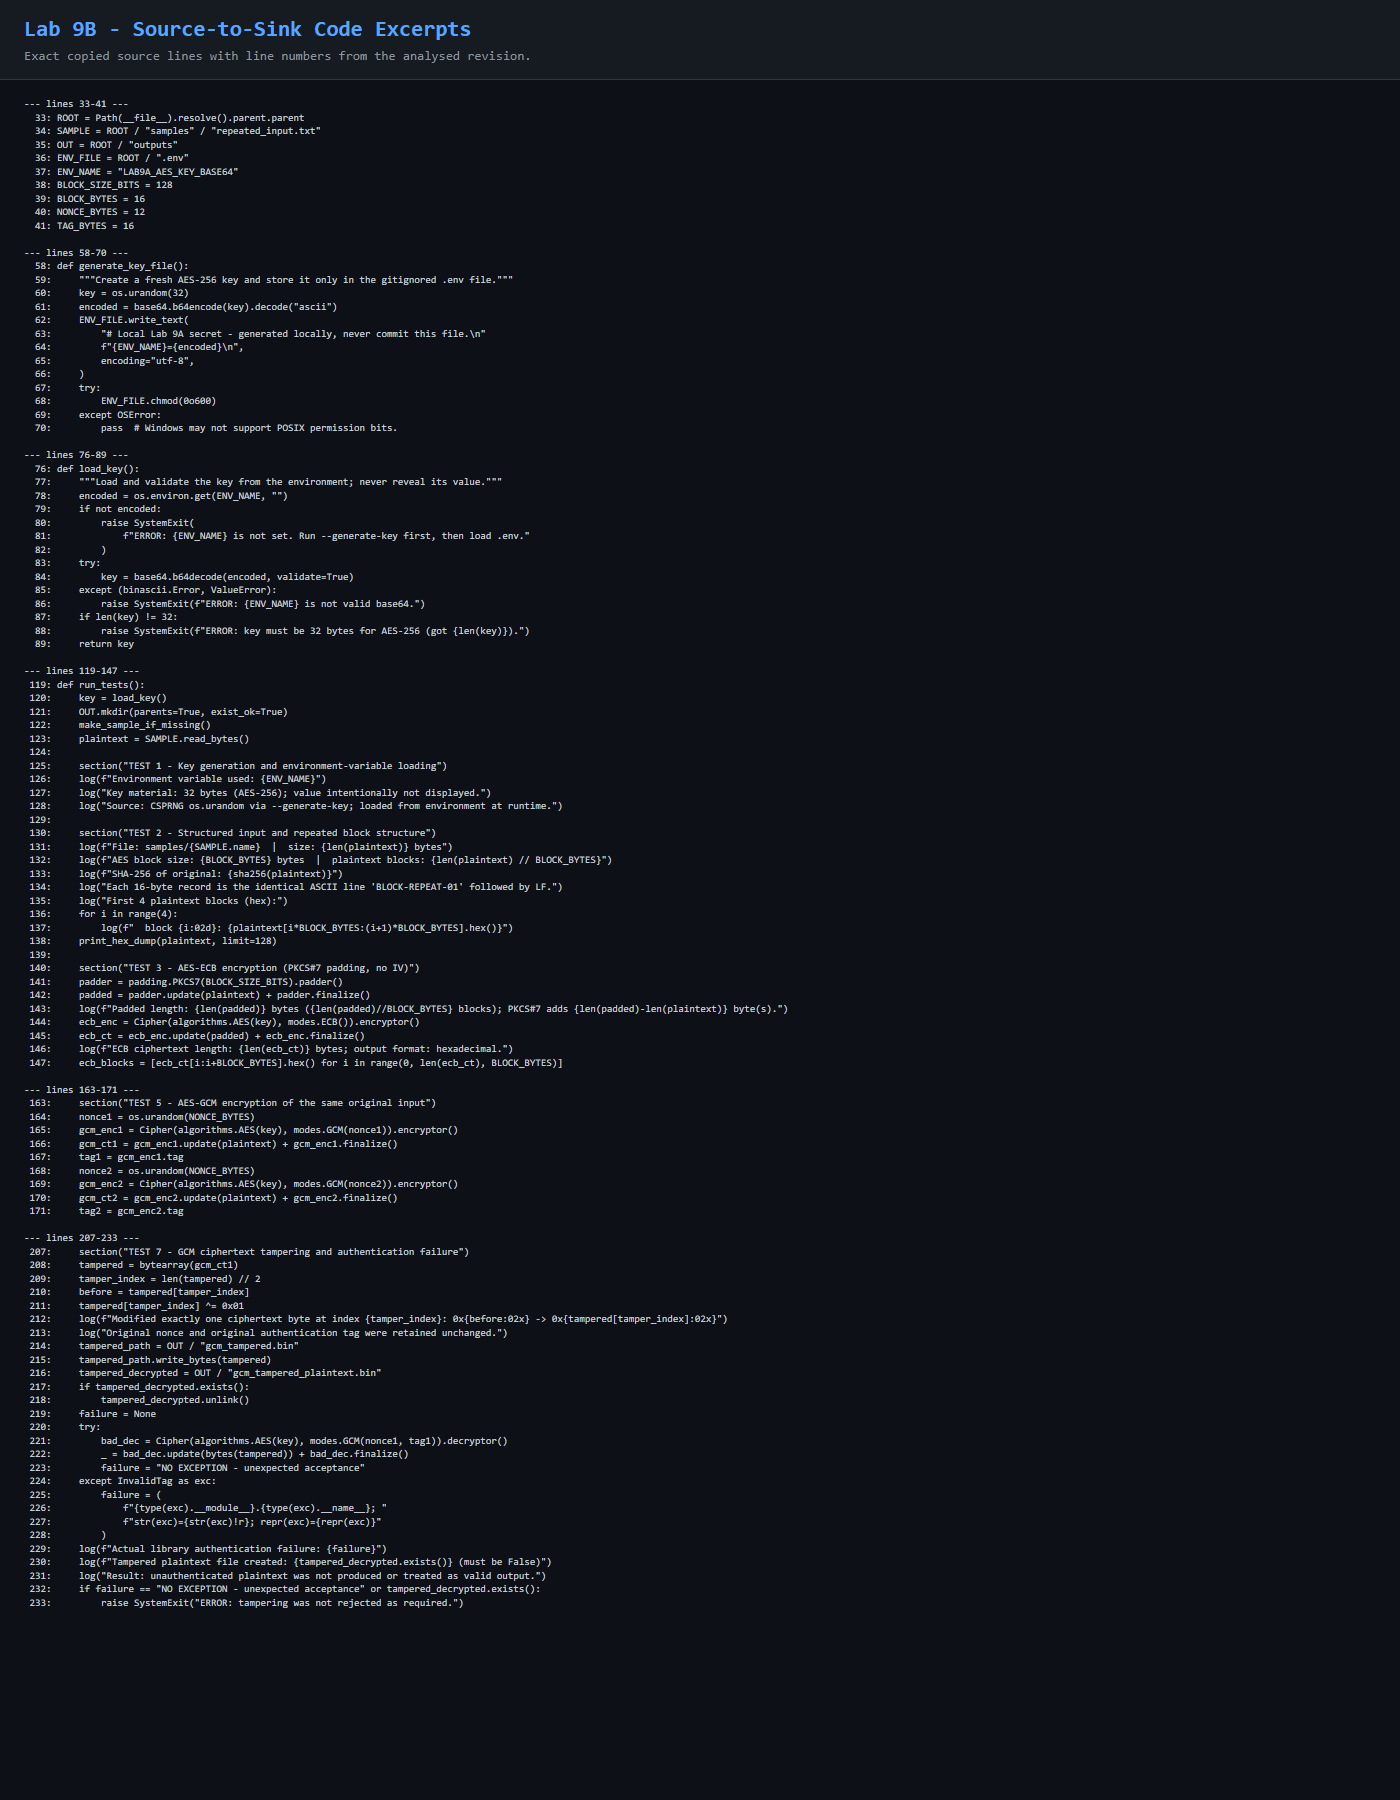 Lab 9B - Source-to-Sink Code Excerpts
Exact copied source lines with line numbers from the analysed revision.
--- lines 33-41 ---
33: ROOT = Path(__file__).resolve().parent.parent
34: SAMPLE = ROOT / "samples" / "repeated_input.txt"
35: OUT = ROOT / "outputs"
36: ENV_FILE = ROOT / ".env"
37: ENV_NAME = "LAB9A_AES_KEY_BASE64"
38: BLOCK_SIZE_BITS = 128
39: BLOCK_BYTES = 16
40: NONCE_BYTES = 12
41: TAG_BYTES = 16
--- lines 58-70 ---
58: def generate_key_file():
59:     """Create a fresh AES-256 key and store it only in the gitignored .env file."""
60:     key = os.urandom(32)
61:     encoded = base64.b64encode(key).decode("ascii")
62:     ENV_FILE.write_text(
63:         "# Local Lab 9A secret - generated locally, never commit this file.\n"
64:         f"{ENV_NAME}={encoded}\n",
65:         encoding="utf-8",
66:     )
67:     try:
68:         ENV_FILE.chmod(0o600)
69:     except OSError:
70:         pass  # Windows may not support POSIX permission bits.
--- lines 76-89 ---
76: def load_key():
77:     """Load and validate the key from the environment; never reveal its value."""
78:     encoded = os.environ.get(ENV_NAME, "")
79:     if not encoded:
80:         raise SystemExit(
81:             f"ERROR: {ENV_NAME} is not set. Run --generate-key first, then load .env."
82:         )
83:     try:
84:         key = base64.b64decode(encoded, validate=True)
85:     except (binascii.Error, ValueError):
86:         raise SystemExit(f"ERROR: {ENV_NAME} is not valid base64.")
87:     if len(key) != 32:
88:         raise SystemExit(f"ERROR: key must be 32 bytes for AES-256 (got {len(key)}).")
89:     return key
--- lines 119-147 ---
119: def run_tests():
120:     key = load_key()
121:     OUT.mkdir(parents=True, exist_ok=True)
122:     make_sample_if_missing()
123:     plaintext = SAMPLE.read_bytes()
124:
125:     section("TEST 1 - Key generation and environment-variable loading")
126:     log(f"Environment variable used: {ENV_NAME}")
127:     log("Key material: 32 bytes (AES-256); value intentionally not displayed.")
128:     log("Source: CSPRNG os.urandom via --generate-key; loaded from environment at runtime.")
129:
130:     section("TEST 2 - Structured input and repeated block structure")
131:     log(f"File: samples/{SAMPLE.name}  |  size: {len(plaintext)} bytes")
132:     log(f"AES block size: {BLOCK_BYTES} bytes  |  plaintext blocks: {len(plaintext) // BLOCK_BYTES}")
133:     log(f"SHA-256 of original: {sha256(plaintext)}")
134:     log("Each 16-byte record is the identical ASCII line 'BLOCK-REPEAT-01' followed by LF.")
135:     log("First 4 plaintext blocks (hex):")
136:     for i in range(4):
137:         log(f"  block {i:02d}: {plaintext[i*BLOCK_BYTES:(i+1)*BLOCK_BYTES].hex()}")
138:     print_hex_dump(plaintext, limit=128)
139:
140:     section("TEST 3 - AES-ECB encryption (PKCS#7 padding, no IV)")
141:     padder = padding.PKCS7(BLOCK_SIZE_BITS).padder()
142:     padded = padder.update(plaintext) + padder.finalize()
143:     log(f"Padded length: {len(padded)} bytes ({len(padded)//BLOCK_BYTES} blocks); PKCS#7 adds {len(padded)-len(plaintext)} byte(s).")
144:     ecb_enc = Cipher(algorithms.AES(key), modes.ECB()).encryptor()
145:     ecb_ct = ecb_enc.update(padded) + ecb_enc.finalize()
146:     log(f"ECB ciphertext length: {len(ecb_ct)} bytes; output format: hexadecimal.")
147:     ecb_blocks = [ecb_ct[i:i+BLOCK_BYTES].hex() for i in range(0, len(ecb_ct), BLOCK_BYTES)]
--- lines 163-171 ---
163:     section("TEST 5 - AES-GCM encryption of the same original input")
164:     nonce1 = os.urandom(NONCE_BYTES)
165:     gcm_enc1 = Cipher(algorithms.AES(key), modes.GCM(nonce1)).encryptor()
166:     gcm_ct1 = gcm_enc1.update(plaintext) + gcm_enc1.finalize()
167:     tag1 = gcm_enc1.tag
168:     nonce2 = os.urandom(NONCE_BYTES)
169:     gcm_enc2 = Cipher(algorithms.AES(key), modes.GCM(nonce2)).encryptor()
170:     gcm_ct2 = gcm_enc2.update(plaintext) + gcm_enc2.finalize()
171:     tag2 = gcm_enc2.tag
--- lines 207-233 ---
207:     section("TEST 7 - GCM ciphertext tampering and authentication failure")
208:     tampered = bytearray(gcm_ct1)
209:     tamper_index = len(tampered) // 2
210:     before = tampered[tamper_index]
211:     tampered[tamper_index] ^= 0x01
212:     log(f"Modified exactly one ciphertext byte at index {tamper_index}: 0x{before:02x} -> 0x{tampered[tamper_index]:02x}")
213:     log("Original nonce and original authentication tag were retained unchanged.")
214:     tampered_path = OUT / "gcm_tampered.bin"
215:     tampered_path.write_bytes(tampered)
216:     tampered_decrypted = OUT / "gcm_tampered_plaintext.bin"
217:     if tampered_decrypted.exists():
218:         tampered_decrypted.unlink()
219:     failure = None
220:     try:
221:         bad_dec = Cipher(algorithms.AES(key), modes.GCM(nonce1, tag1)).decryptor()
222:         _ = bad_dec.update(bytes(tampered)) + bad_dec.finalize()
223:         failure = "NO EXCEPTION - unexpected acceptance"
224:     except InvalidTag as exc:
225:         failure = (
226:             f"{type(exc).__module__}.{type(exc).__name__}; "
227:             f"str(exc)={str(exc)!r}; repr(exc)={repr(exc)}"
228:         )
229:     log(f"Actual library authentication failure: {failure}")
230:     log(f"Tampered plaintext file created: {tampered_decrypted.exists()} (must be False)")
231:     log("Result: unauthenticated plaintext was not produced or treated as valid output.")
232:     if failure == "NO EXCEPTION - unexpected acceptance" or tampered_decrypted.exists():
233:         raise SystemExit("ERROR: tampering was not rejected as required.")